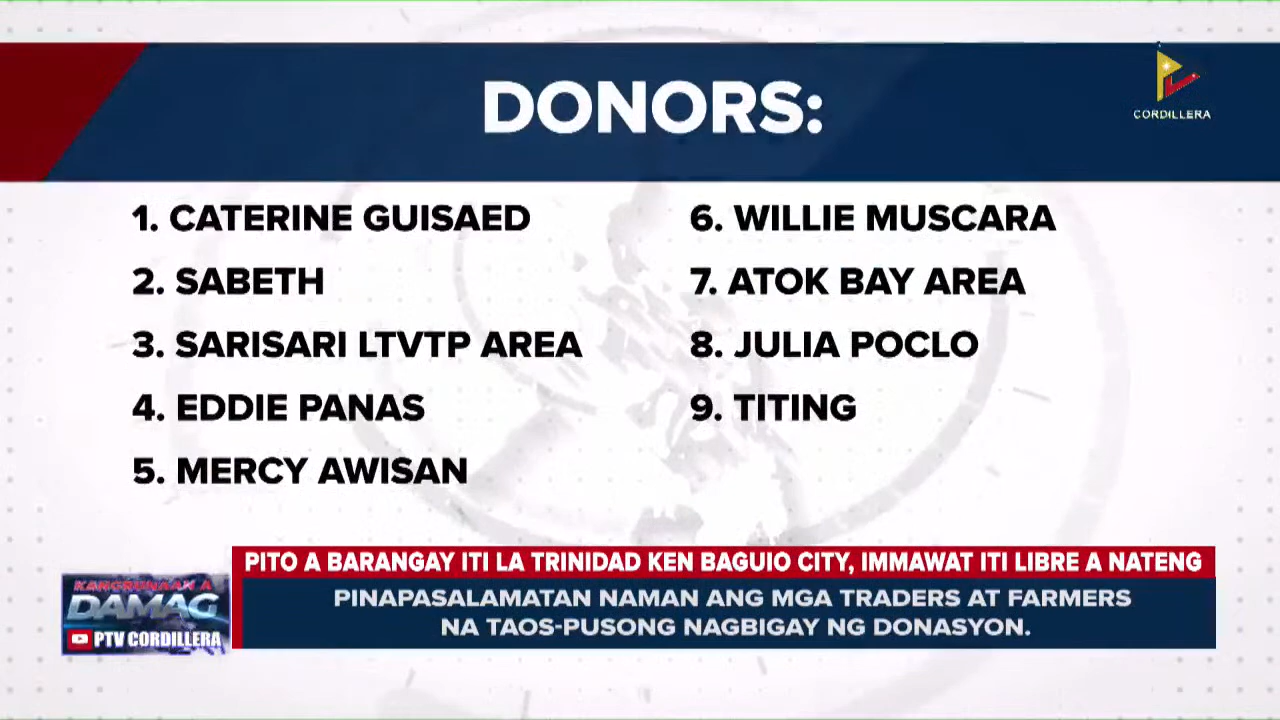 DONORS:
CORDILLERA
1. CATERINE GUISAED
2. SABETH
3. SARISARI LTVTP AREA
4. EDDIE PANAS
5. MERCY AWISAN
6. WILLIE MUSCARA
7. ATOK BAY AREA
8. JULIA POCLO
9. TITING
PITO A BARANGAY ITI LA TRINIDAD KEN BAGUIO CITY, IMMAWAT ITI LIBRE A NATENG
KANGRUNAAN A
DAMAG
PTV CORDILLERA
PINAPASALAMATAN NAMAN ANG MGA TRADERS AT FARMERS
NA TAOS-PUSONG NAGBIGAY NG DONASYON.